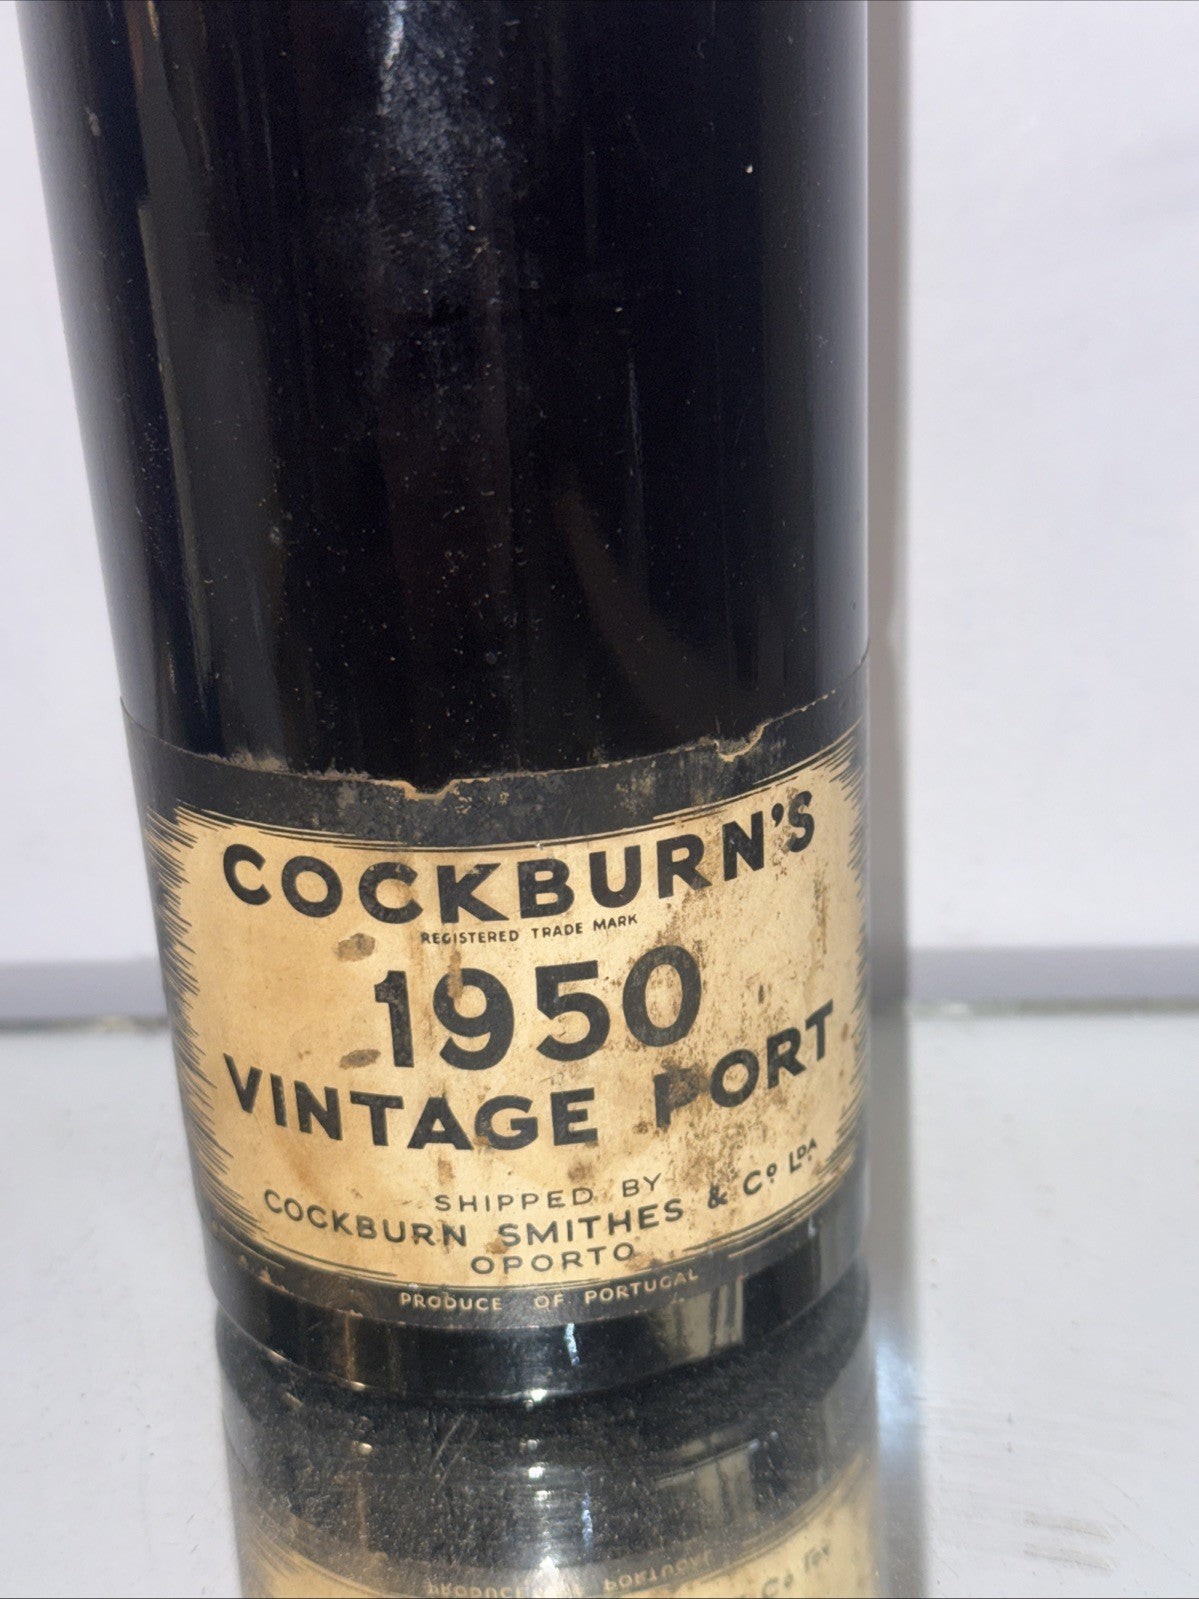 COCKBURN'S
REGISTERED TRADE MARK
1950
VINTAGE PORT
SHIPPED BY
COCKBURN SMITHES & Cº LDA
OPORTO
PRODUCE OF PORTUGAL